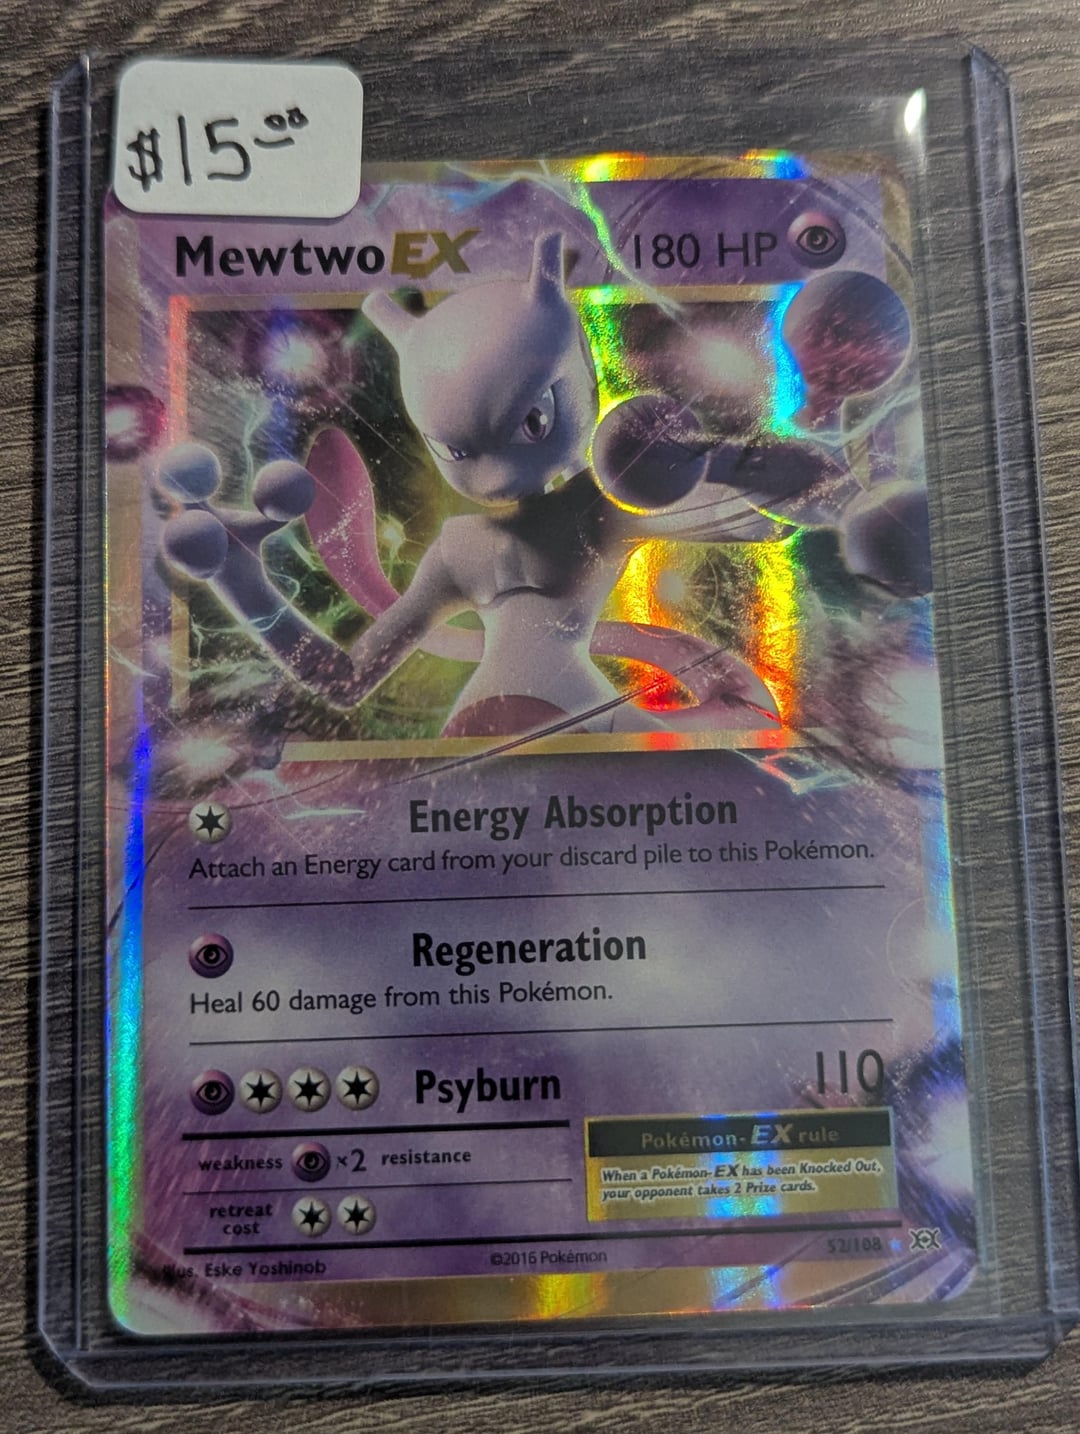 $15.00
MewtwoEX 180 HP
Energy Absorption
Attach an Energy card from your discard pile to this Pokémon.
Regeneration
Heal 60 damage from this Pokémon.
Psyburn 110
weakness ×2 resistance
retreat
cost
Pokémon-EX rule
When a Pokémon-EX has been Knocked Out,
your opponent takes 2 Prize cards.
Illus. Eske Yoshinob
©2016 Pokémon
52/108